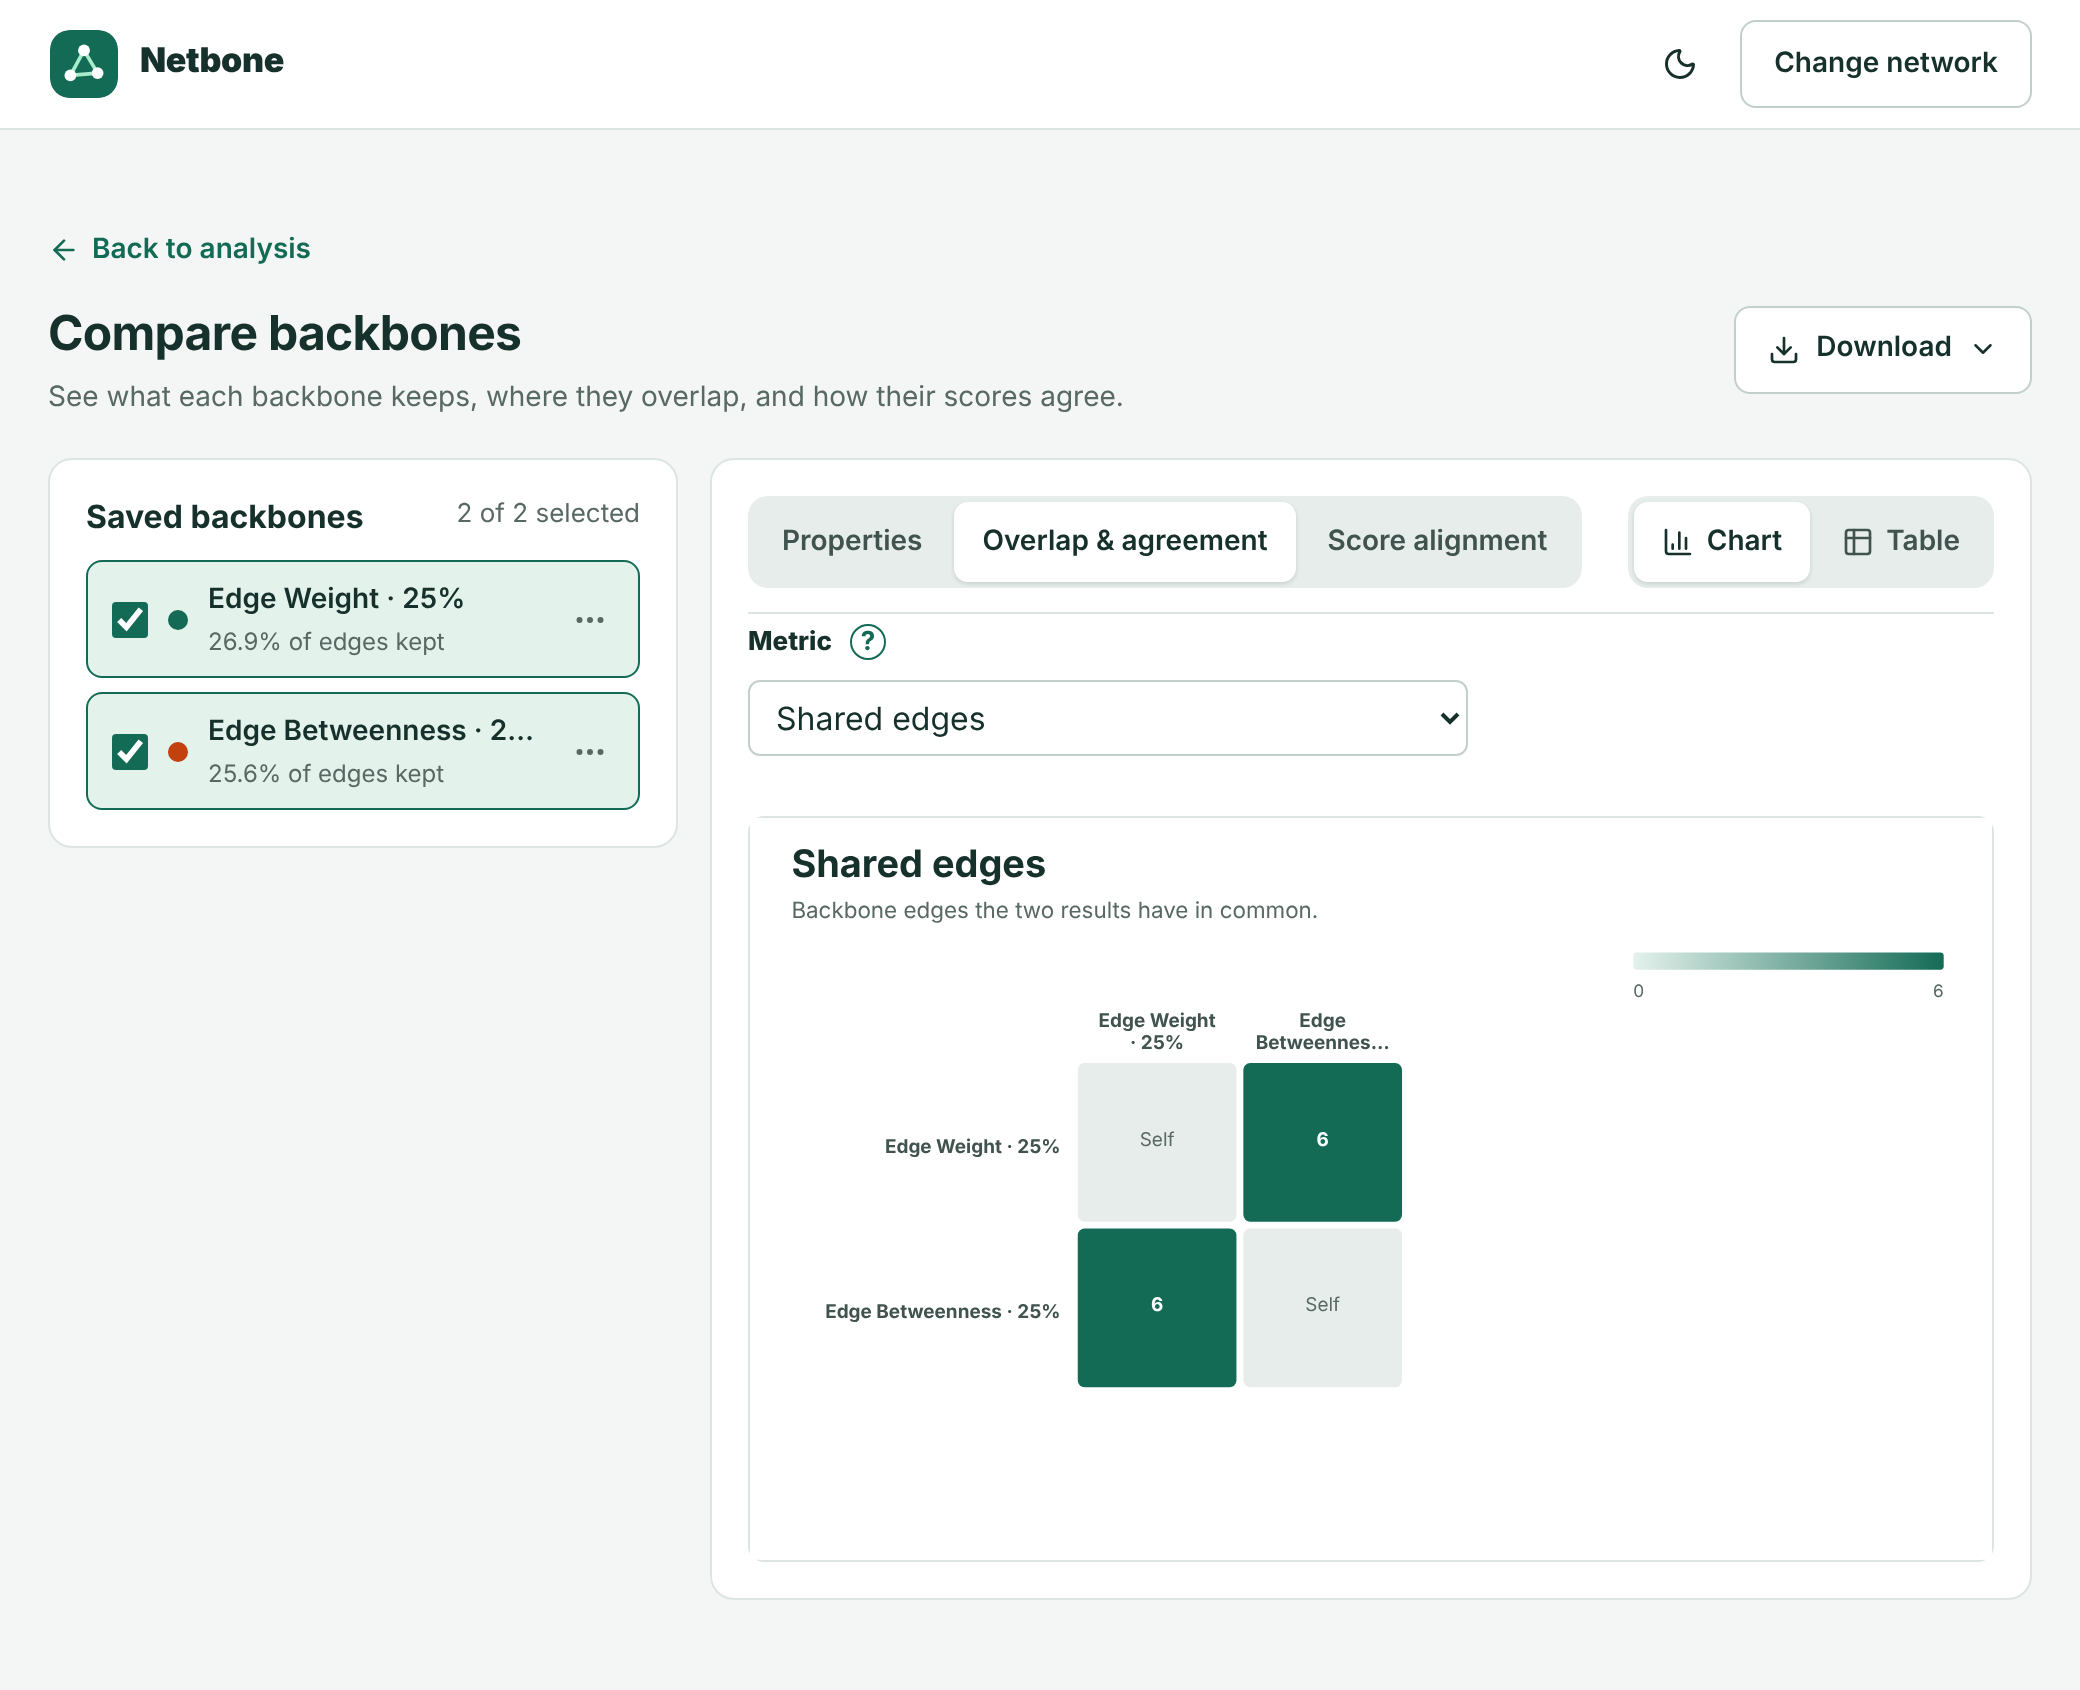 Netbone
Change network
Back to analysis
Compare backbones
Download
See what each backbone keeps, where they overlap, and how their scores agree.
Saved backbones
2 of 2 selected
Edge Weight · 25%
26.9% of edges kept
Edge Betweenness · 2...
25.6% of edges kept
Properties
Overlap & agreement
Score alignment
Chart
Table
Metric ?
Shared edges
Shared edges
Backbone edges the two results have in common.
0
6
Edge Weight
· 25%
Edge
Betweennes...
Edge Weight · 25%
Self
6
Edge Betweenness · 25%
6
Self